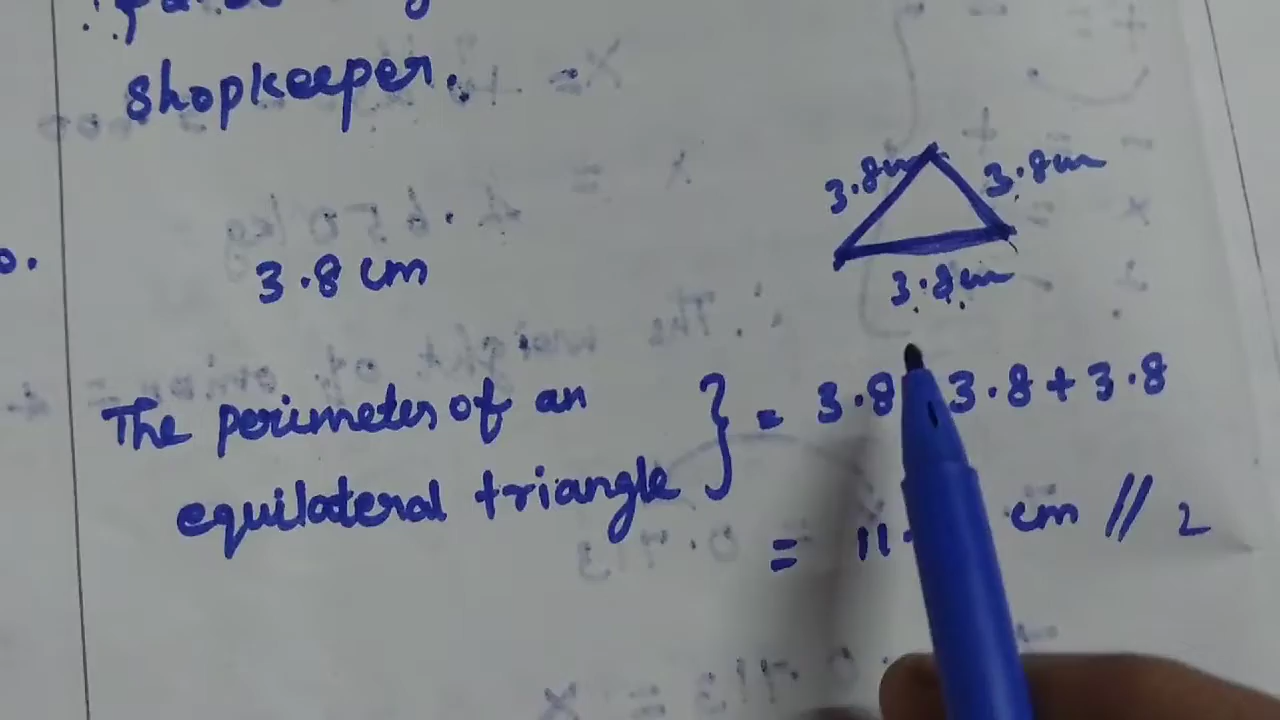 shopkeeper.
3.8cm 3.8cm
3.8cm
3.8 cm
The perimeter of an
equilateral triangle } = 3.8 3.8 + 3.8
= 11. cm // 2